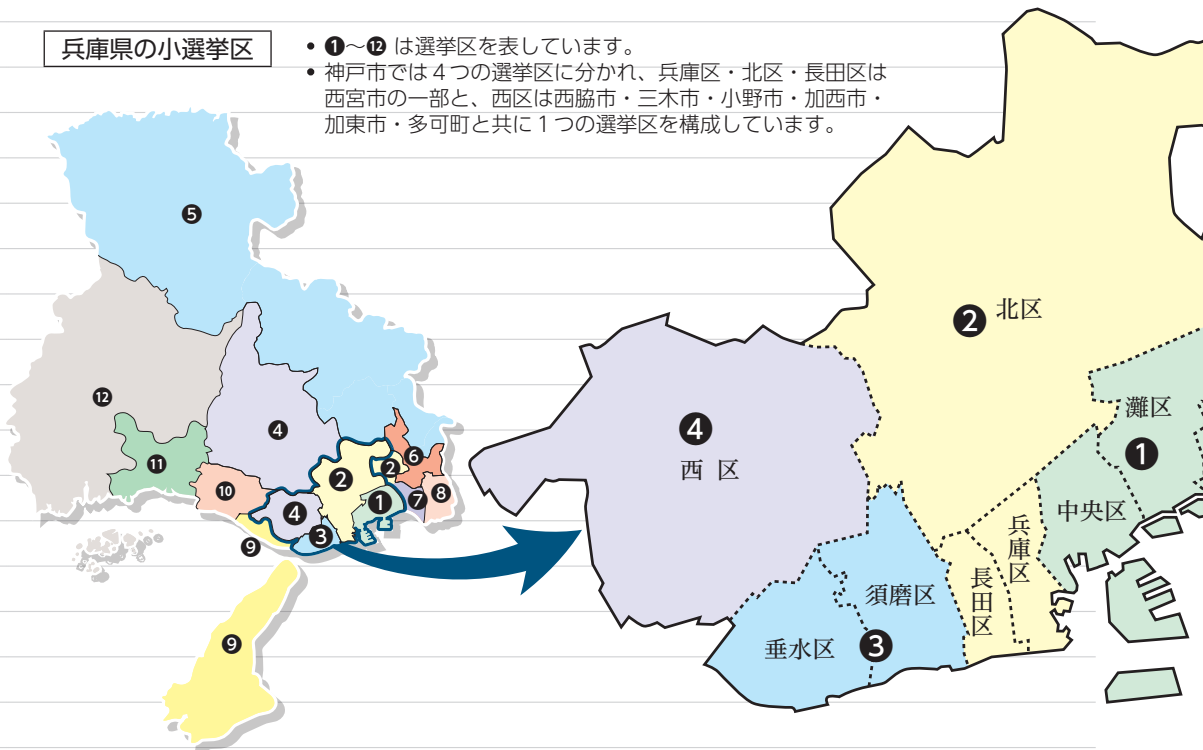 兵庫県の小選挙区
• ❶～⓬ は選挙区を表しています。
• 神戸市では４つの選挙区に分かれ、兵庫区・北区・長田区は
西宮市の一部と、西区は西脇市・三木市・小野市・加西市・
加東市・多可町と共に１つの選挙区を構成しています。
❺
⓬
❹
⓫
❿
❹
❾
❸
❷
❷
❶
❻
❼
❽
❾
❷ 北区
❹
西 区
灘区
❶
中央区
兵庫区
長田区
須磨区
垂水区
❸